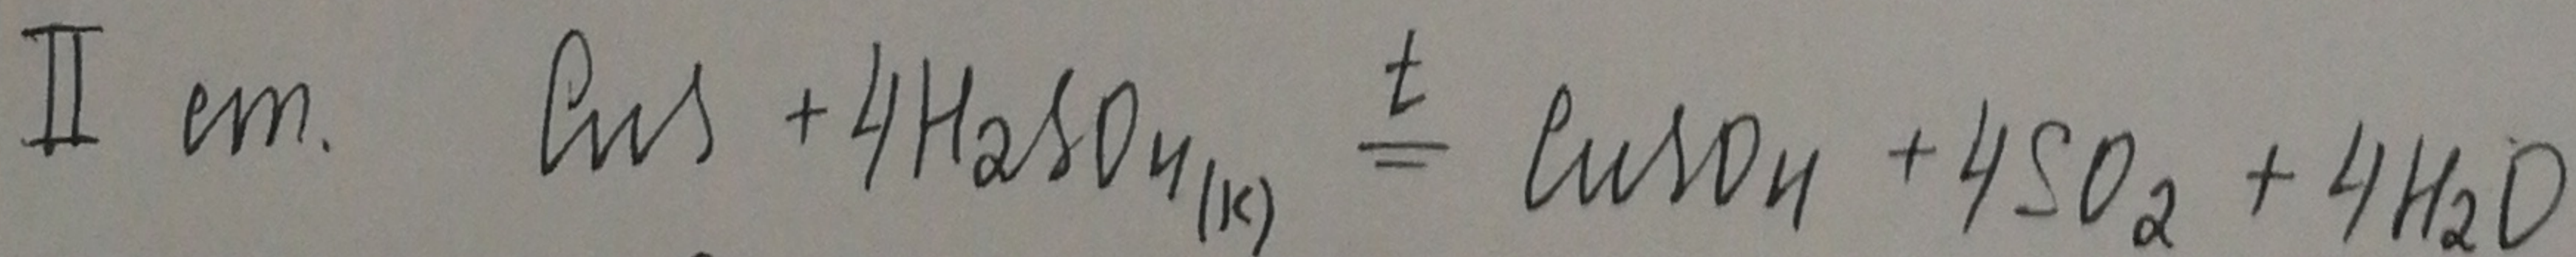 II ет. CuS + 4H₂SO₄(к) =ᵗ CuSO₄ + 4SO₂ + 4H₂O